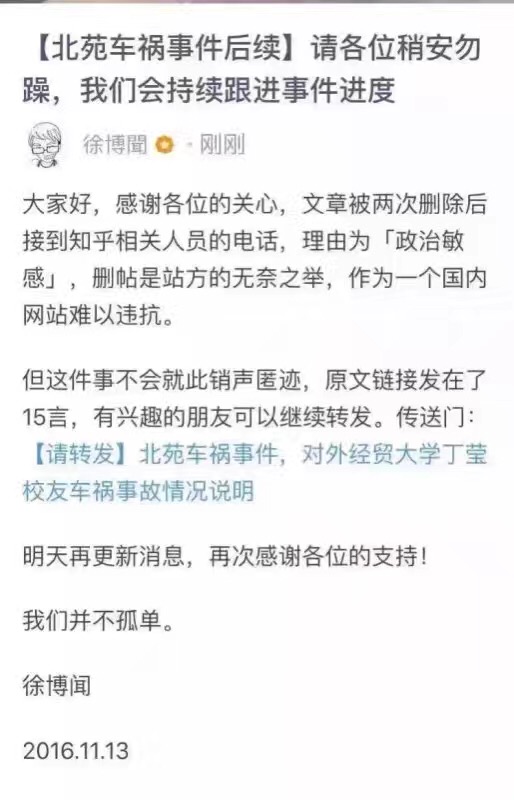 【北苑车祸事件后续】请各位稍安勿
躁，我们会持续跟进事件进度
徐博聞 · 刚刚
大家好，感谢各位的关心，文章被两次删除后
接到知乎相关人员的电话，理由为「政治敏
感」，删帖是站方的无奈之举，作为一个国内
网站难以违抗。
但这件事不会就此销声匿迹，原文链接发在了
15言，有兴趣的朋友可以继续转发。传送门：
【请转发】北苑车祸事件，对外经贸大学丁莹
校友车祸事故情况说明
明天再更新消息，再次感谢各位的支持！
我们并不孤单。
徐博闻
2016.11.13